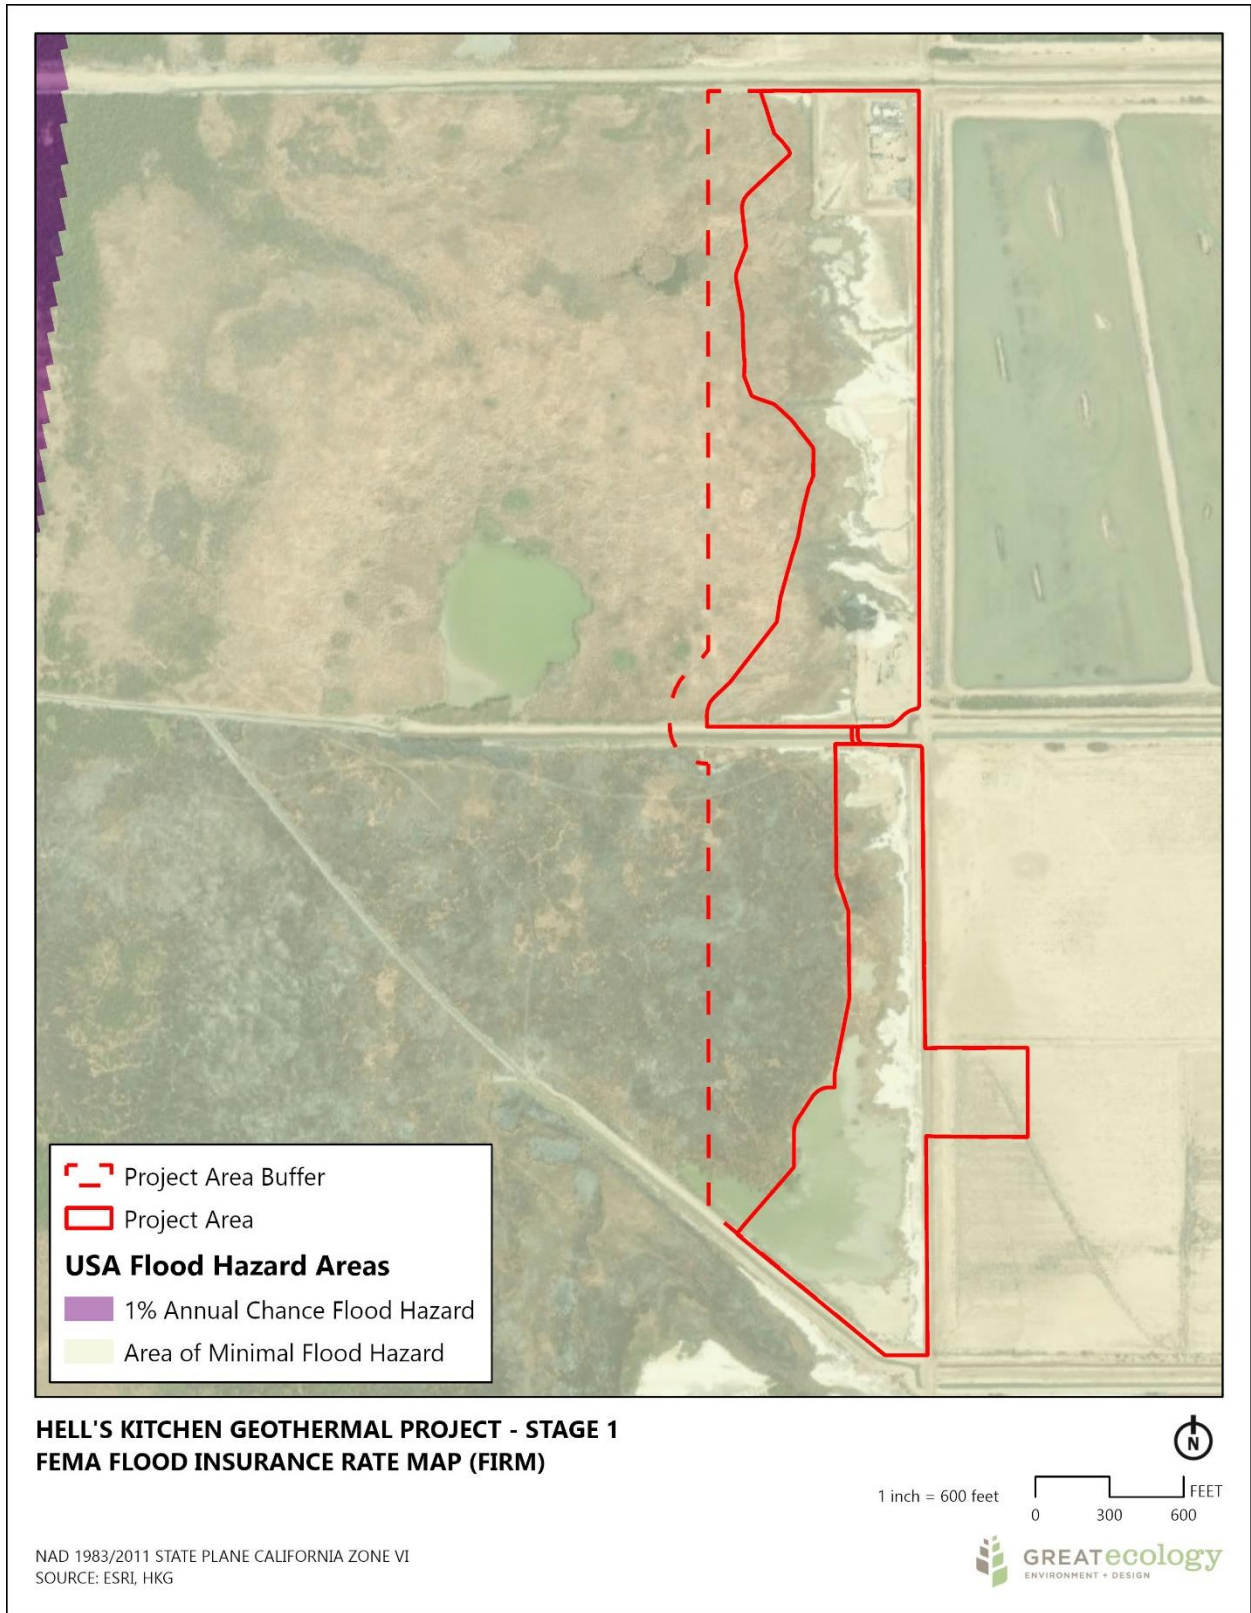 Project Area Buffer
Project Area
USA Flood Hazard Areas
1% Annual Chance Flood Hazard
Area of Minimal Flood Hazard
HELL'S KITCHEN GEOTHERMAL PROJECT - STAGE 1
FEMA FLOOD INSURANCE RATE MAP (FIRM)
N
1 inch = 600 feet
FEET
0 300 600
NAD 1983/2011 STATE PLANE CALIFORNIA ZONE VI
SOURCE: ESRI, HKG
GREATecology
ENVIRONMENT + DESIGN